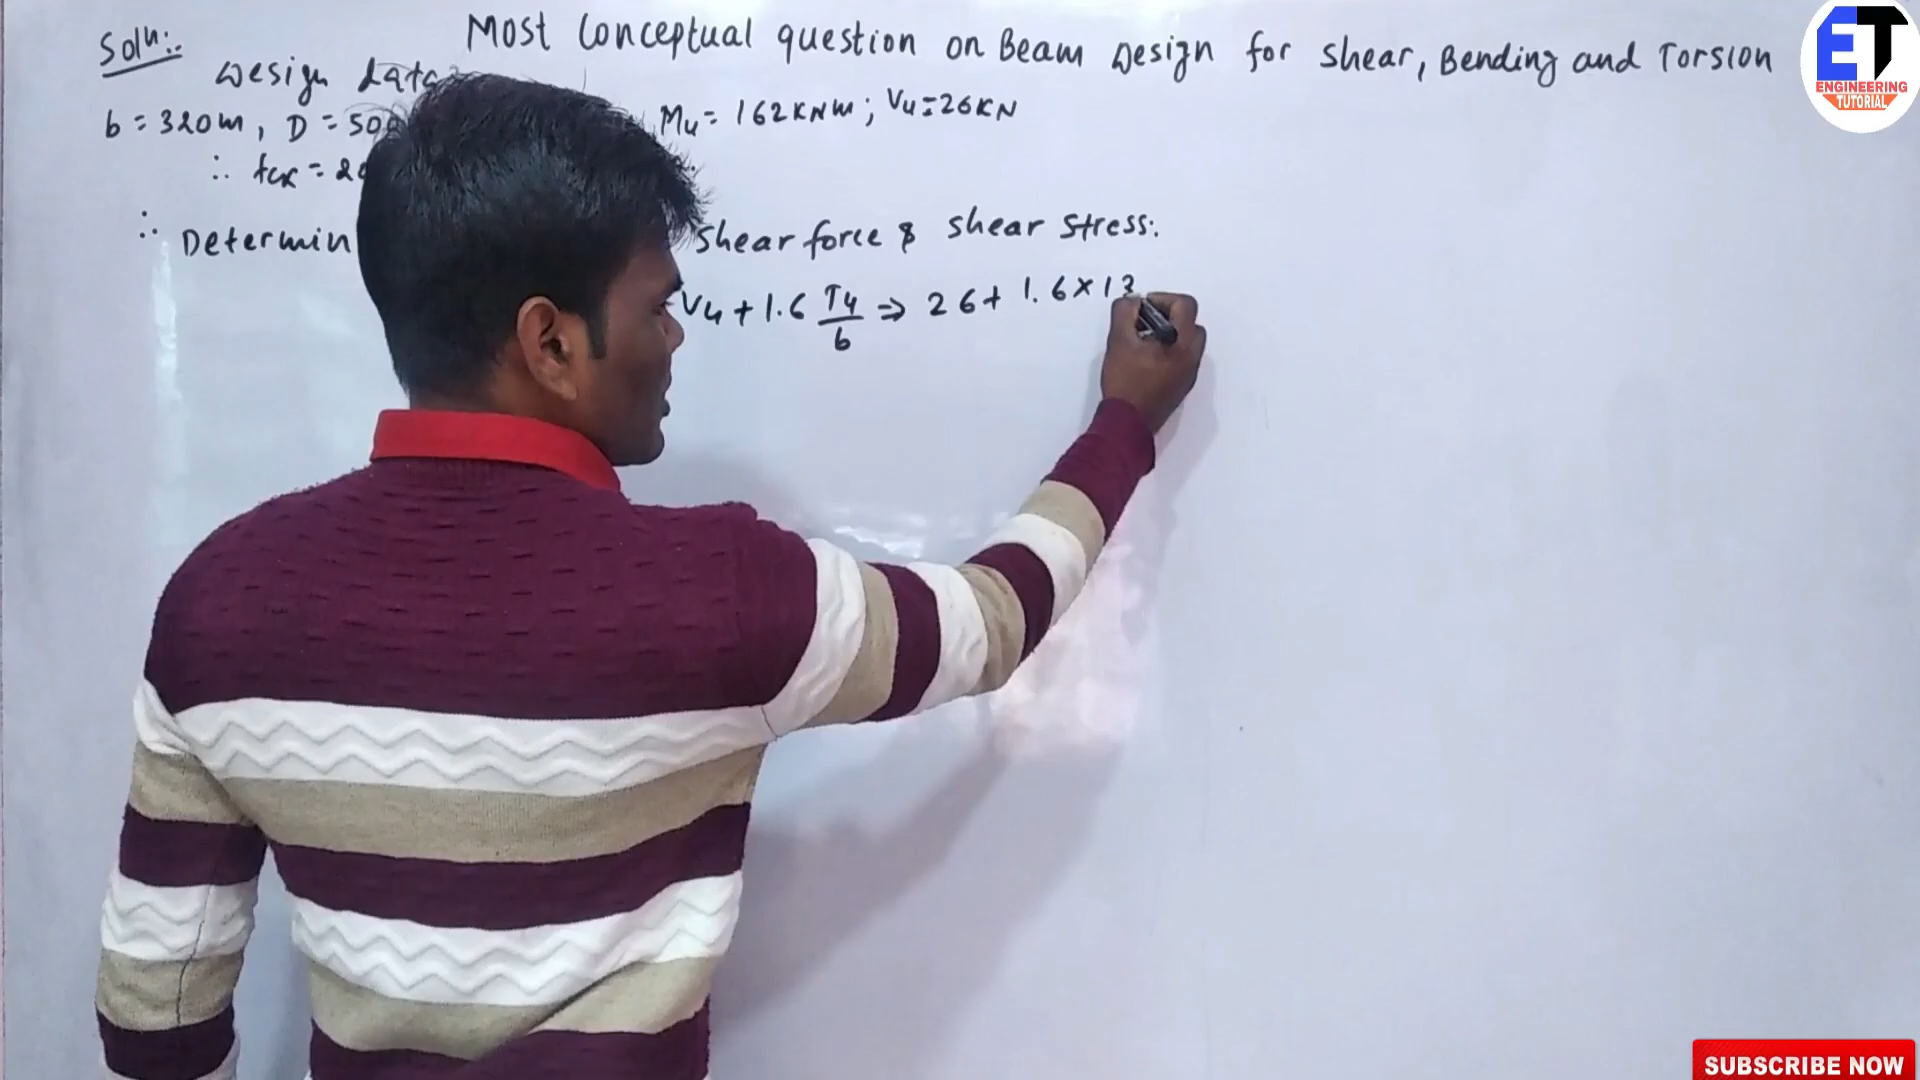 Most Conceptual question on Beam Design for Shear, Bending and Torsion
Soln:
Design data
b = 320m, D = 500
Mu = 162KNm; Vu = 26KN
∴ fck = 20
∴ Determin
shear force & shear stress:
Vu + 1.6 Tu/b ⇒ 26 + 1.6 × 13
ET
ENGINEERING
TUTORIAL
SUBSCRIBE NOW